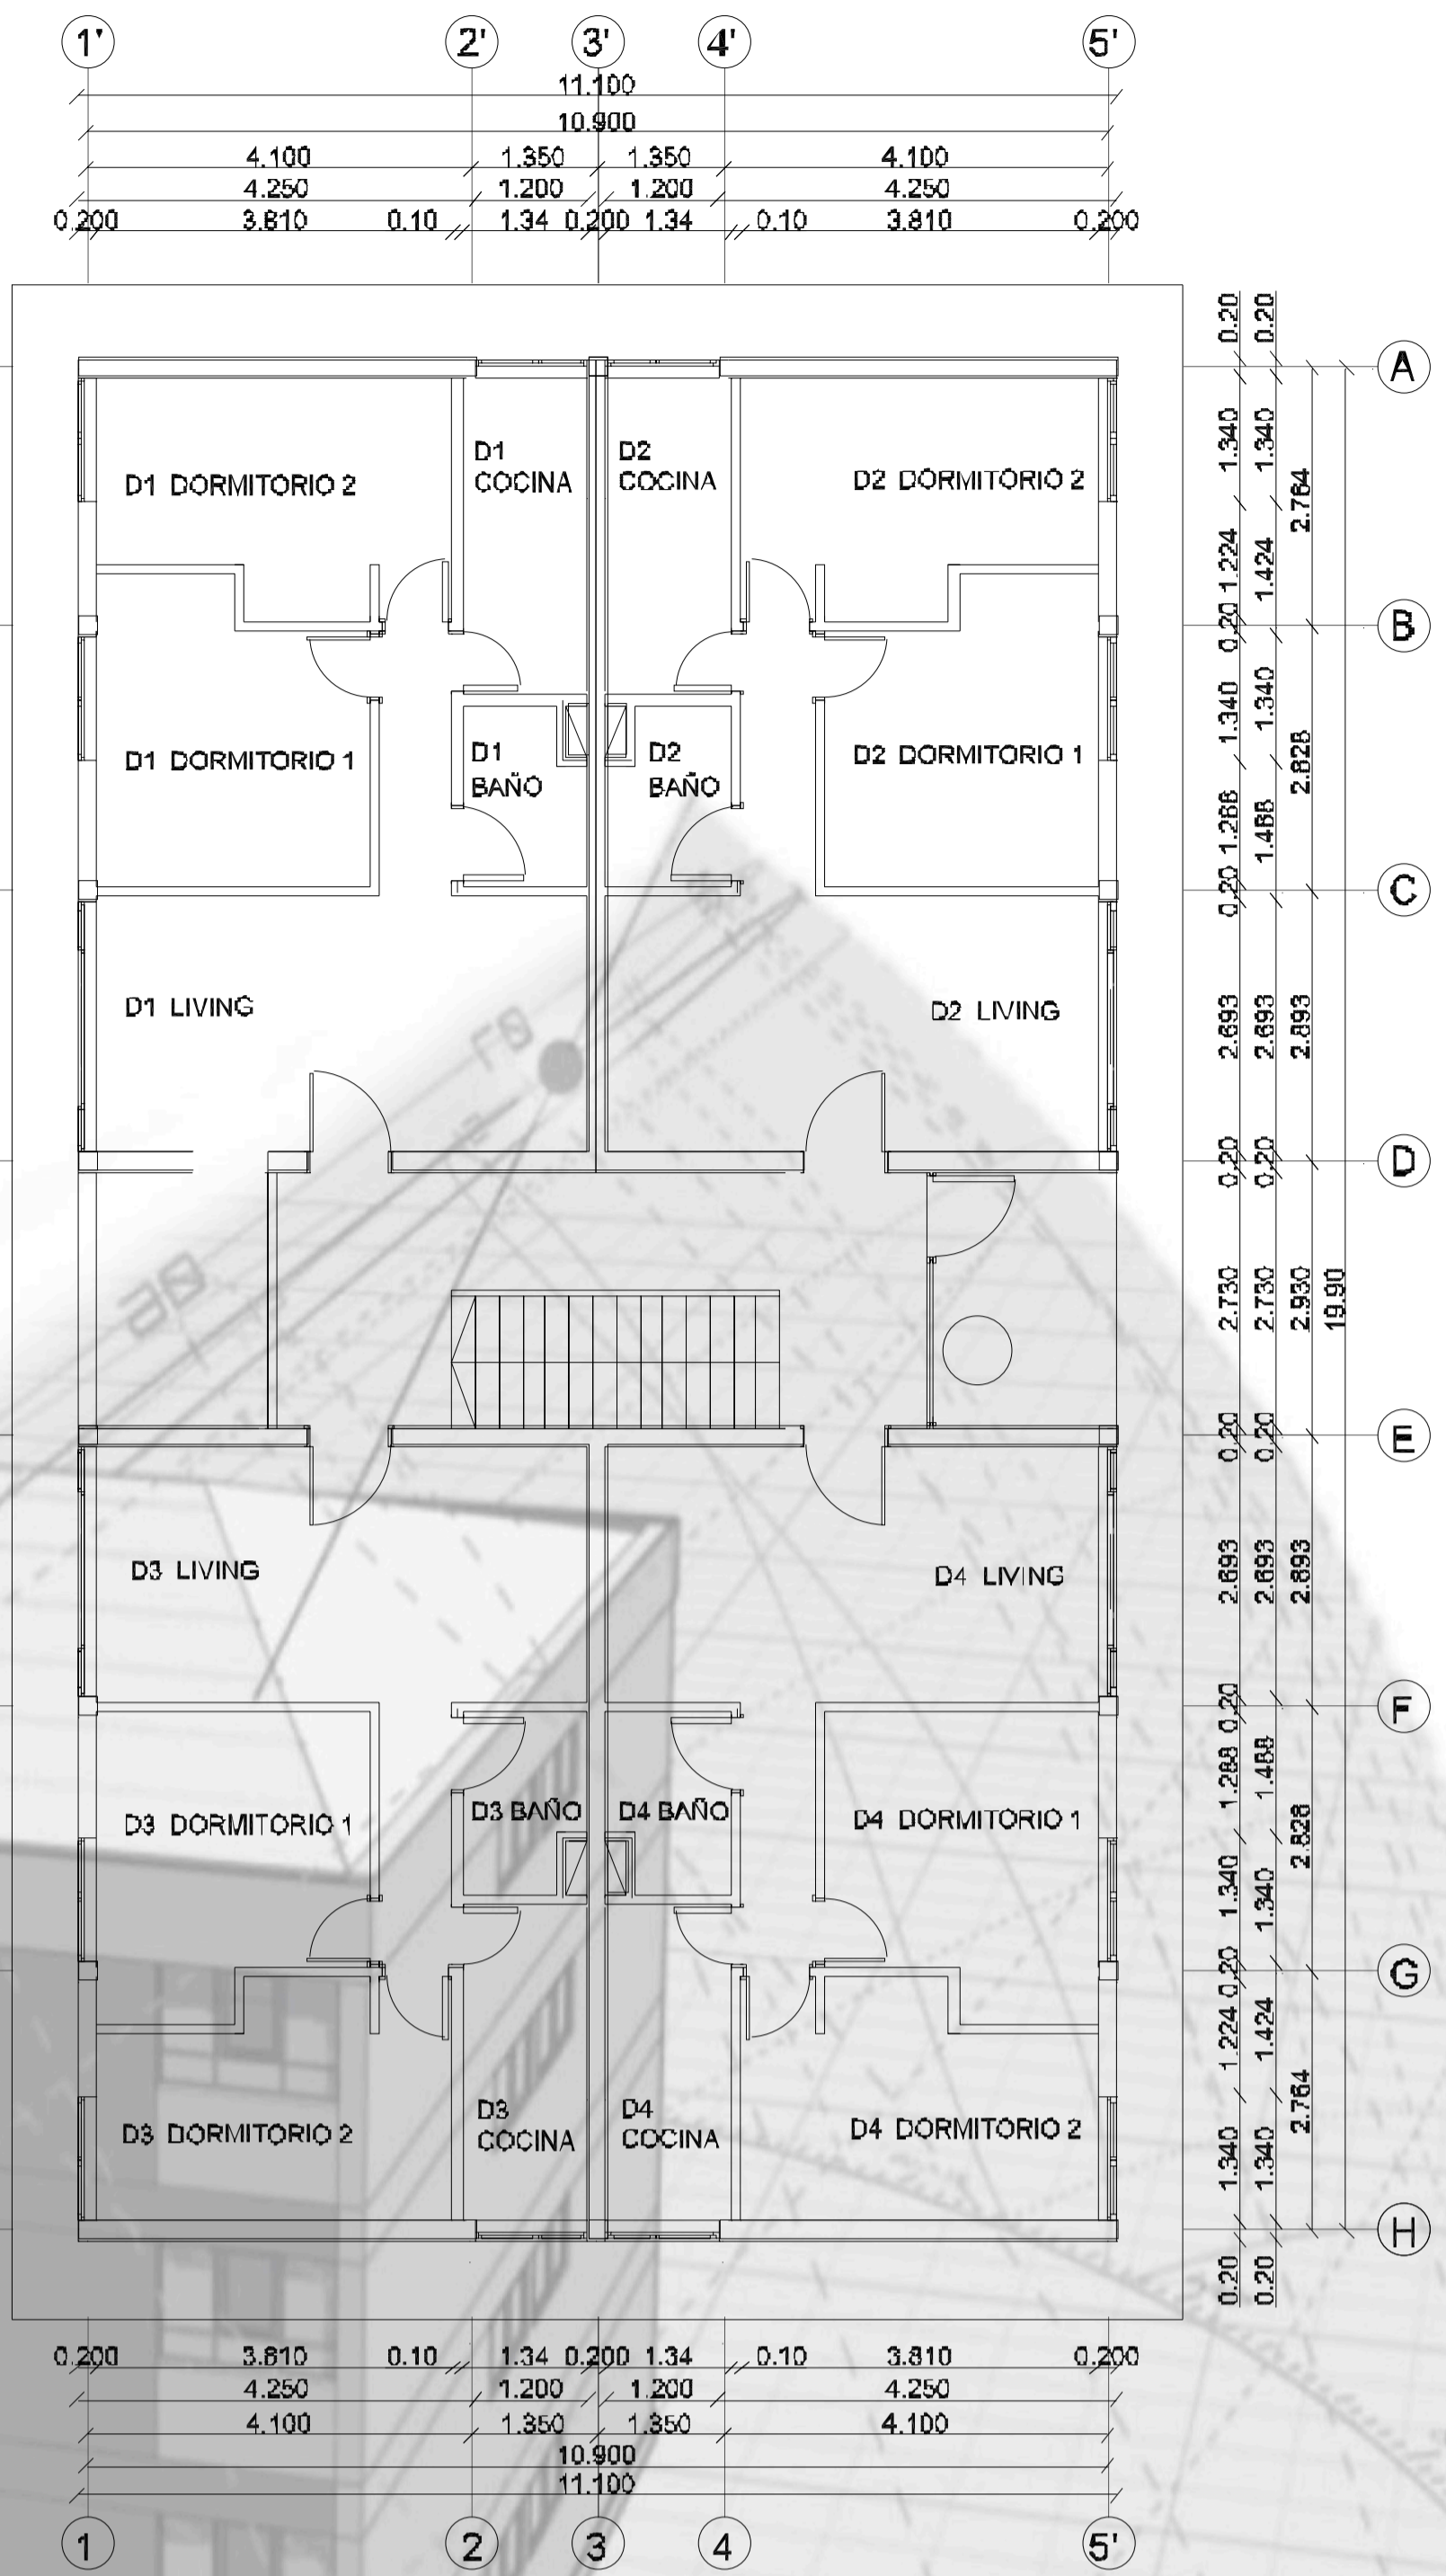 1' 2' 3' 4' 5'
11.100
10.900
4.100 1.350 1.350 4.100
4.250 1.200 1.200 4.250
0.200 3.810 0.10 1.34 0.200 1.34 0.10 3.810 0.200
0.20 0.20
A
1.340 1.340
2.764
D1 COCINA
D2 COCINA
D1 DORMITORIO 2
D2 DORMITORIO 2
1.224 1.424
0.20
B
1.340 1.340
2.828
D1 BAÑO
D2 BAÑO
D1 DORMITORIO 1
D2 DORMITORIO 1
1.288 1.488
0.20
C
D1 LIVING
D2 LIVING
2.693 2.693 2.893
0.20 0.20
D
2.730 2.730 2.930 19.90
0.20 0.20
E
D3 LIVING
D4 LIVING
2.693 2.693 2.893
0.20
F
1.288 1.488
2.828
D3 DORMITORIO 1
D3 BAÑO
D4 BAÑO
D4 DORMITORIO 1
1.340 1.340
0.20
G
1.224 1.424
2.764
D3 COCINA
D4 COCINA
D3 DORMITORIO 2
D4 DORMITORIO 2
1.340 1.340
H
0.20 0.20
0.200 3.810 0.10 1.34 0.200 1.34 0.10 3.810 0.200
4.250 1.200 1.200 4.250
4.100 1.350 1.350 4.100
10.900
11.100
1 2 3 4 5'